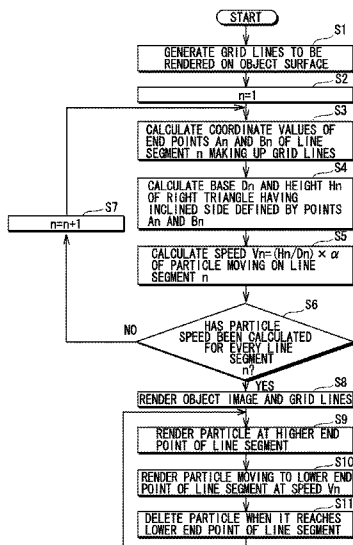 START
S1
GENERATE GRID LINES TO BE
RENDERED ON OBJECT SURFACE
S2
n=1
S3
CALCULATE COORDINATE VALUES OF
END POINTS An AND Bn OF LINE
SEGMENT n MAKING UP GRID LINES
S4
CALCULATE BASE Dn AND HEIGHT Hn
OF RIGHT TRIANGLE HAVING
INCLINED SIDE DEFINED BY POINTS
An AND Bn
S7
n=n+1
S5
CALCULATE SPEED Vn=(Hn/Dn) × α
OF PARTICLE MOVING ON LINE
SEGMENT n
S6
NO
HAS PARTICLE
SPEED BEEN CALCULATED
FOR EVERY LINE
SEGMENT
n?
YES
S8
RENDER OBJECT IMAGE AND GRID LINES
S9
RENDER PARTICLE AT HIGHER END
POINT OF LINE SEGMENT
S10
RENDER PARTICLE MOVING TO LOWER END
POINT OF LINE SEGMENT AT SPEED Vn
S11
DELETE PARTICLE WHEN IT REACHES
LOWER END POINT OF LINE SEGMENT